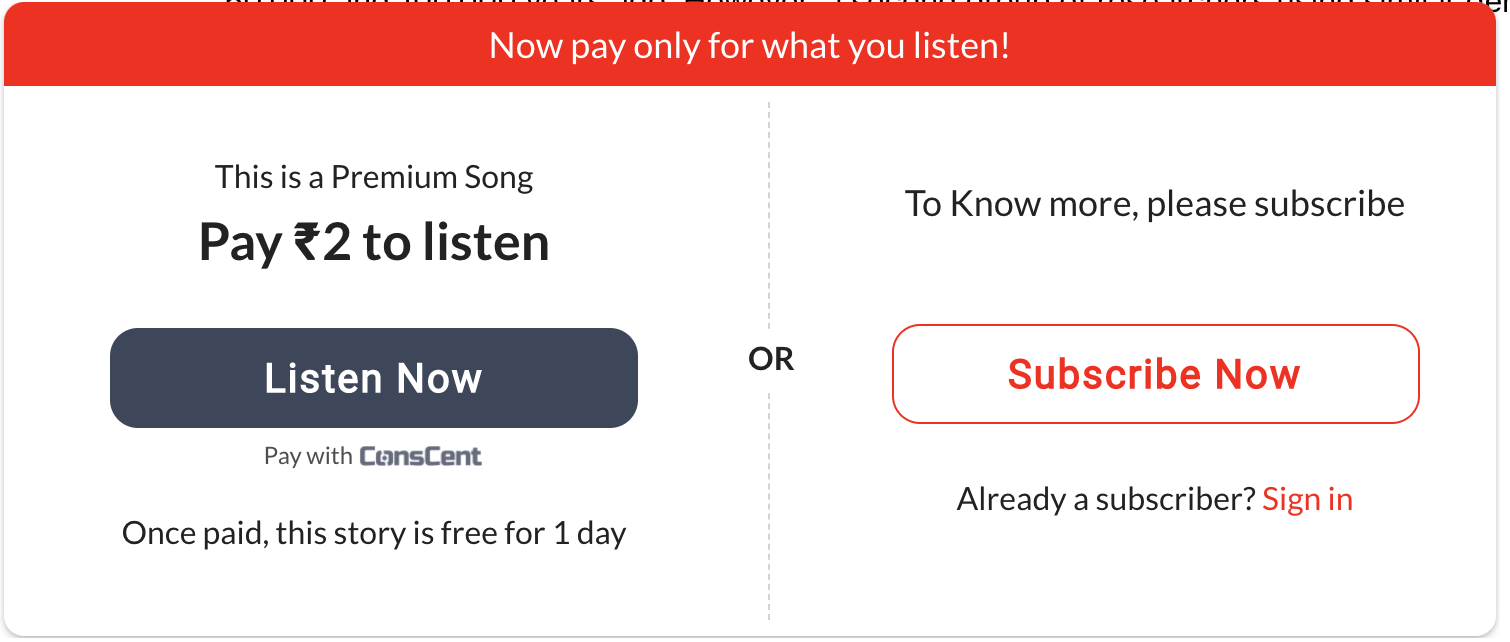 Now pay only for what you listen!
This is a Premium Song
Pay ₹2 to listen
Listen Now
Pay with ConsCent
Once paid, this story is free for 1 day
OR
To Know more, please subscribe
Subscribe Now
Already a subscriber? Sign in